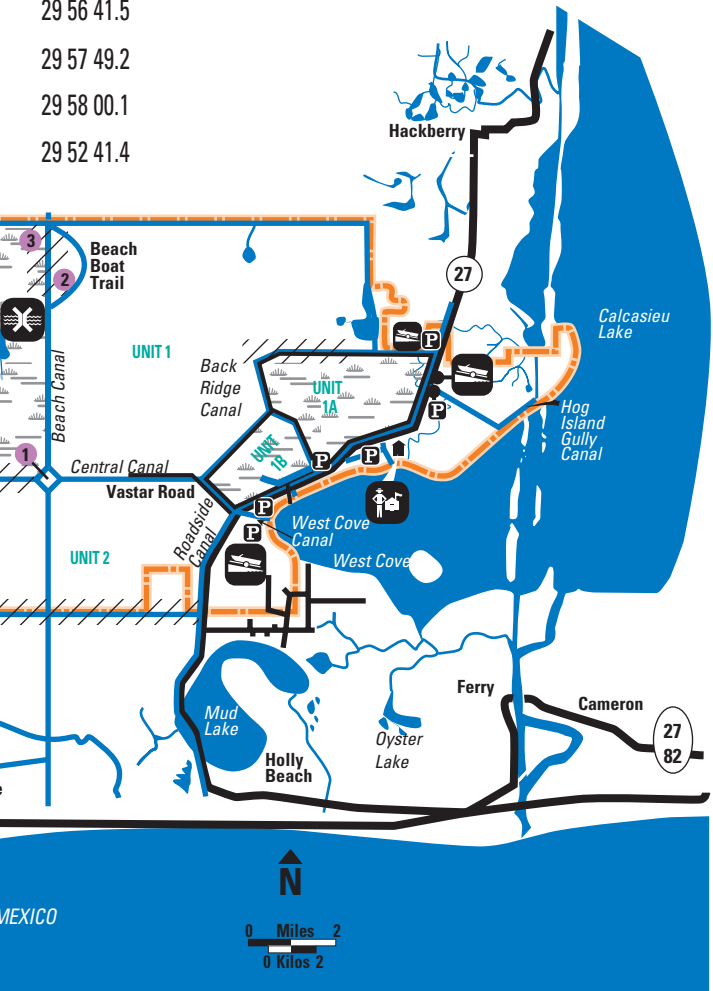 29 56 41.5
29 57 49.2
29 58 00.1
29 52 41.4
Hackberry
27
3
2
Beach
Boat
Trail
Calcasieu
Lake
UNIT 1
Back
Ridge
Canal
P
UNIT
1A
P
Beach Canal
Hog
Island
Gully
Canal
UNIT
1B
1
Central Canal
P
P
Vastar Road
P
Roadside
Canal
West Cove
Canal
P
UNIT 2
West Cove
Ferry
Cameron
Mud
Lake
Oyster
Lake
27
82
Holly
Beach
e
N
MEXICO
0 Miles 2
0 Kilos 2